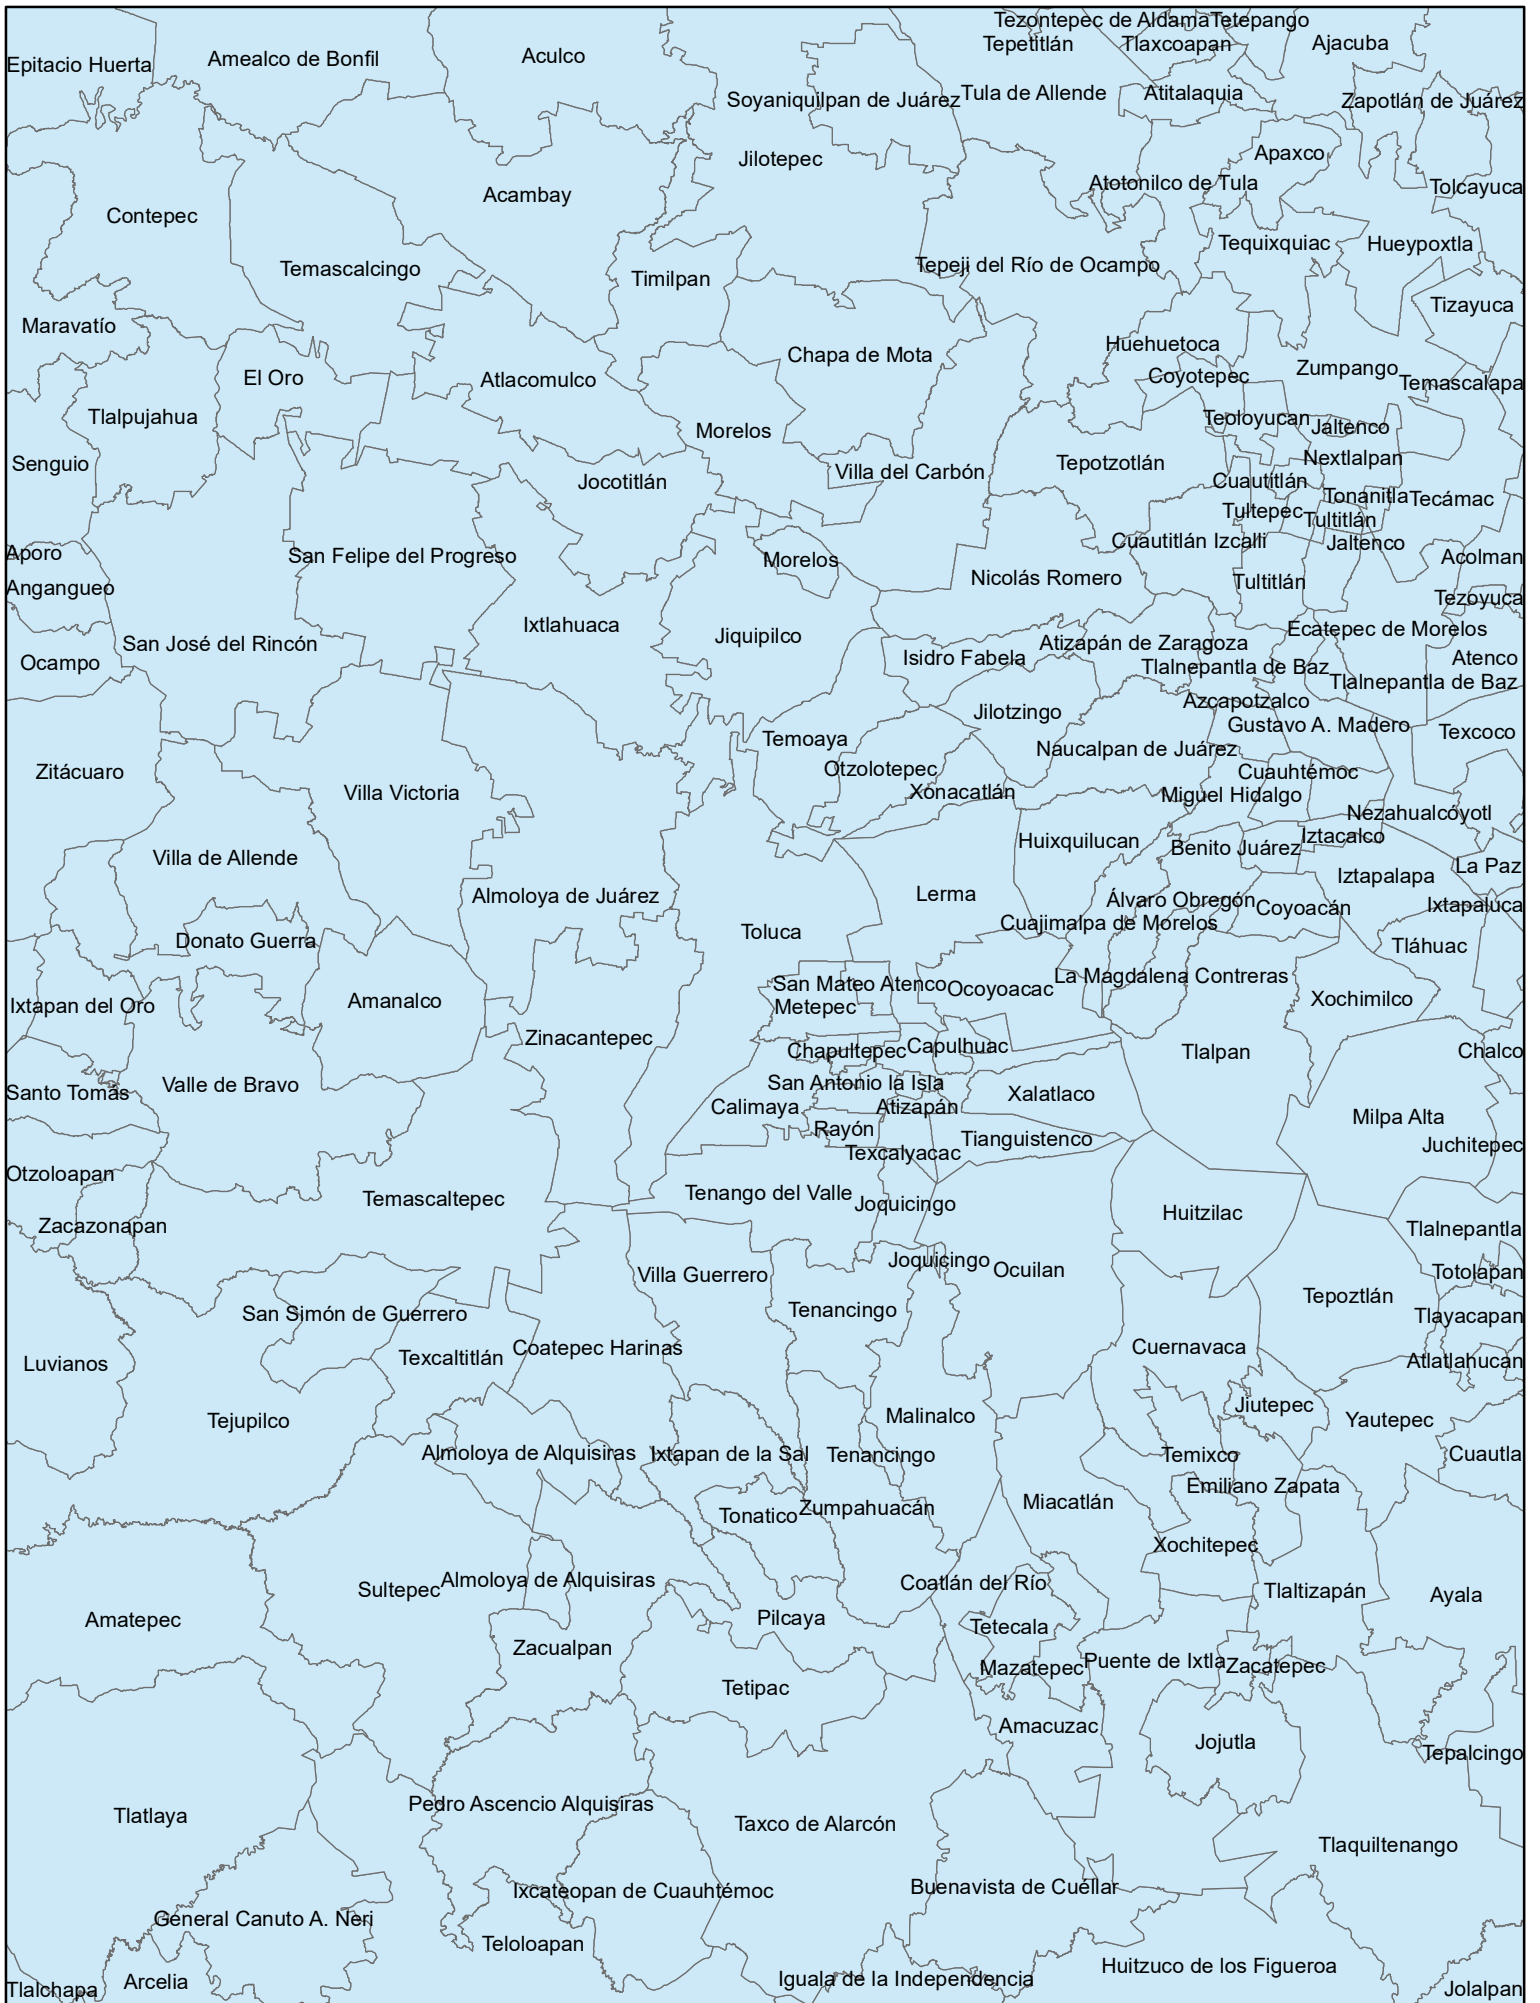 Tezontepec de Aldama
Tetepango
Tepetitlán
Tlaxcoapan
Ajacuba
Epitacio Huerta
Amealco de Bonfil
Aculco
Soyaniquilpan de Juárez
Tula de Allende
Atitalaquia
Zapotlán de Juárez
Jilotepec
Apaxco
Acambay
Atotonilco de Tula
Tolcayuca
Contepec
Tequixquiac
Hueypoxtla
Temascalcingo
Timilpan
Tepeji del Río de Ocampo
Maravatío
Tizayuca
Huehuetoca
Chapa de Mota
El Oro
Atlacomulco
Coyotepec
Zumpango
Temascalapa
Tlalpujahua
Morelos
Teoloyucan
Jaltenco
Senguio
Jocotitlán
Villa del Carbón
Tepotzotlán
Nextlalpan
Cuautitlán
Tonanitla
Tecámac
Tultepec
Tultitlán
Aporo
San Felipe del Progreso
Morelos
Cuautitlán Izcalli
Jaltenco
Acolman
Angangueo
Nicolás Romero
Tultitlán
Tezoyuca
Ixtlahuaca
Jiquipilco
San José del Rincón
Ocampo
Isidro Fabela
Atizapán de Zaragoza
Ecatepec de Morelos
Tlalnepantla de Baz
Atenco
Tlalnepantla de Baz
Jilotzingo
Azcapotzalco
Gustavo A. Madero
Texcoco
Temoaya
Naucalpan de Juárez
Zitácuaro
Otzolotepec
Cuauhtémoc
Villa Victoria
Xonacatlán
Miguel Hidalgo
Nezahualcóyotl
Huixquilucan
Benito Juárez
Iztacalco
Villa de Allende
La Paz
Iztapalapa
Almoloya de Juárez
Lerma
Álvaro Obregón
Coyoacán
Ixtapaluca
Cuajimalpa de Morelos
Donato Guerra
Toluca
Tláhuac
La Magdalena Contreras
San Mateo Atenco
Ocoyoacac
Ixtapan del Oro
Amanalco
Metepec
Xochimilco
Zinacantepec
Chapultepec
Capulhuac
Tlalpan
Chalco
Santo Tomás
Valle de Bravo
San Antonio la Isla
Xalatlaco
Calimaya
Atizapán
Milpa Alta
Rayón
Tianguistenco
Juchitepec
Texcalyacac
Otzoloapan
Temascaltepec
Tenango del Valle
Joquicingo
Huitzilac
Zacazonapan
Tlalnepantla
Joquicingo
Ocuilan
Villa Guerrero
Totolapan
San Simón de Guerrero
Tenancingo
Tepoztlán
Tlayacapan
Luvianos
Texcaltitlán
Coatepec Harinas
Cuernavaca
Atlatlahucan
Tejupilco
Malinalco
Jiutepec
Yautepec
Almoloya de Alquisiras
Ixtapan de la Sal
Tenancingo
Temixco
Cuautla
Tonatico
Zumpahuacán
Miacatlán
Emiliano Zapata
Xochitepec
Sultepec
Almoloya de Alquisiras
Coatlán del Río
Tlaltizapán
Ayala
Amatepec
Zacualpan
Pilcaya
Tetecala
Mazatepec
Puente de Ixtla
Zacatepec
Tetipac
Amacuzac
Jojutla
Tepalcingo
Tlatlaya
Pedro Ascencio Alquisiras
Taxco de Alarcón
Tlaquiltenango
Ixcateopan de Cuauhtémoc
Buenavista de Cuéllar
General Canuto A. Neri
Teloloapan
Tlalchapa
Arcelia
Iguala de la Independencia
Huitzuco de los Figueroa
Jolalpan